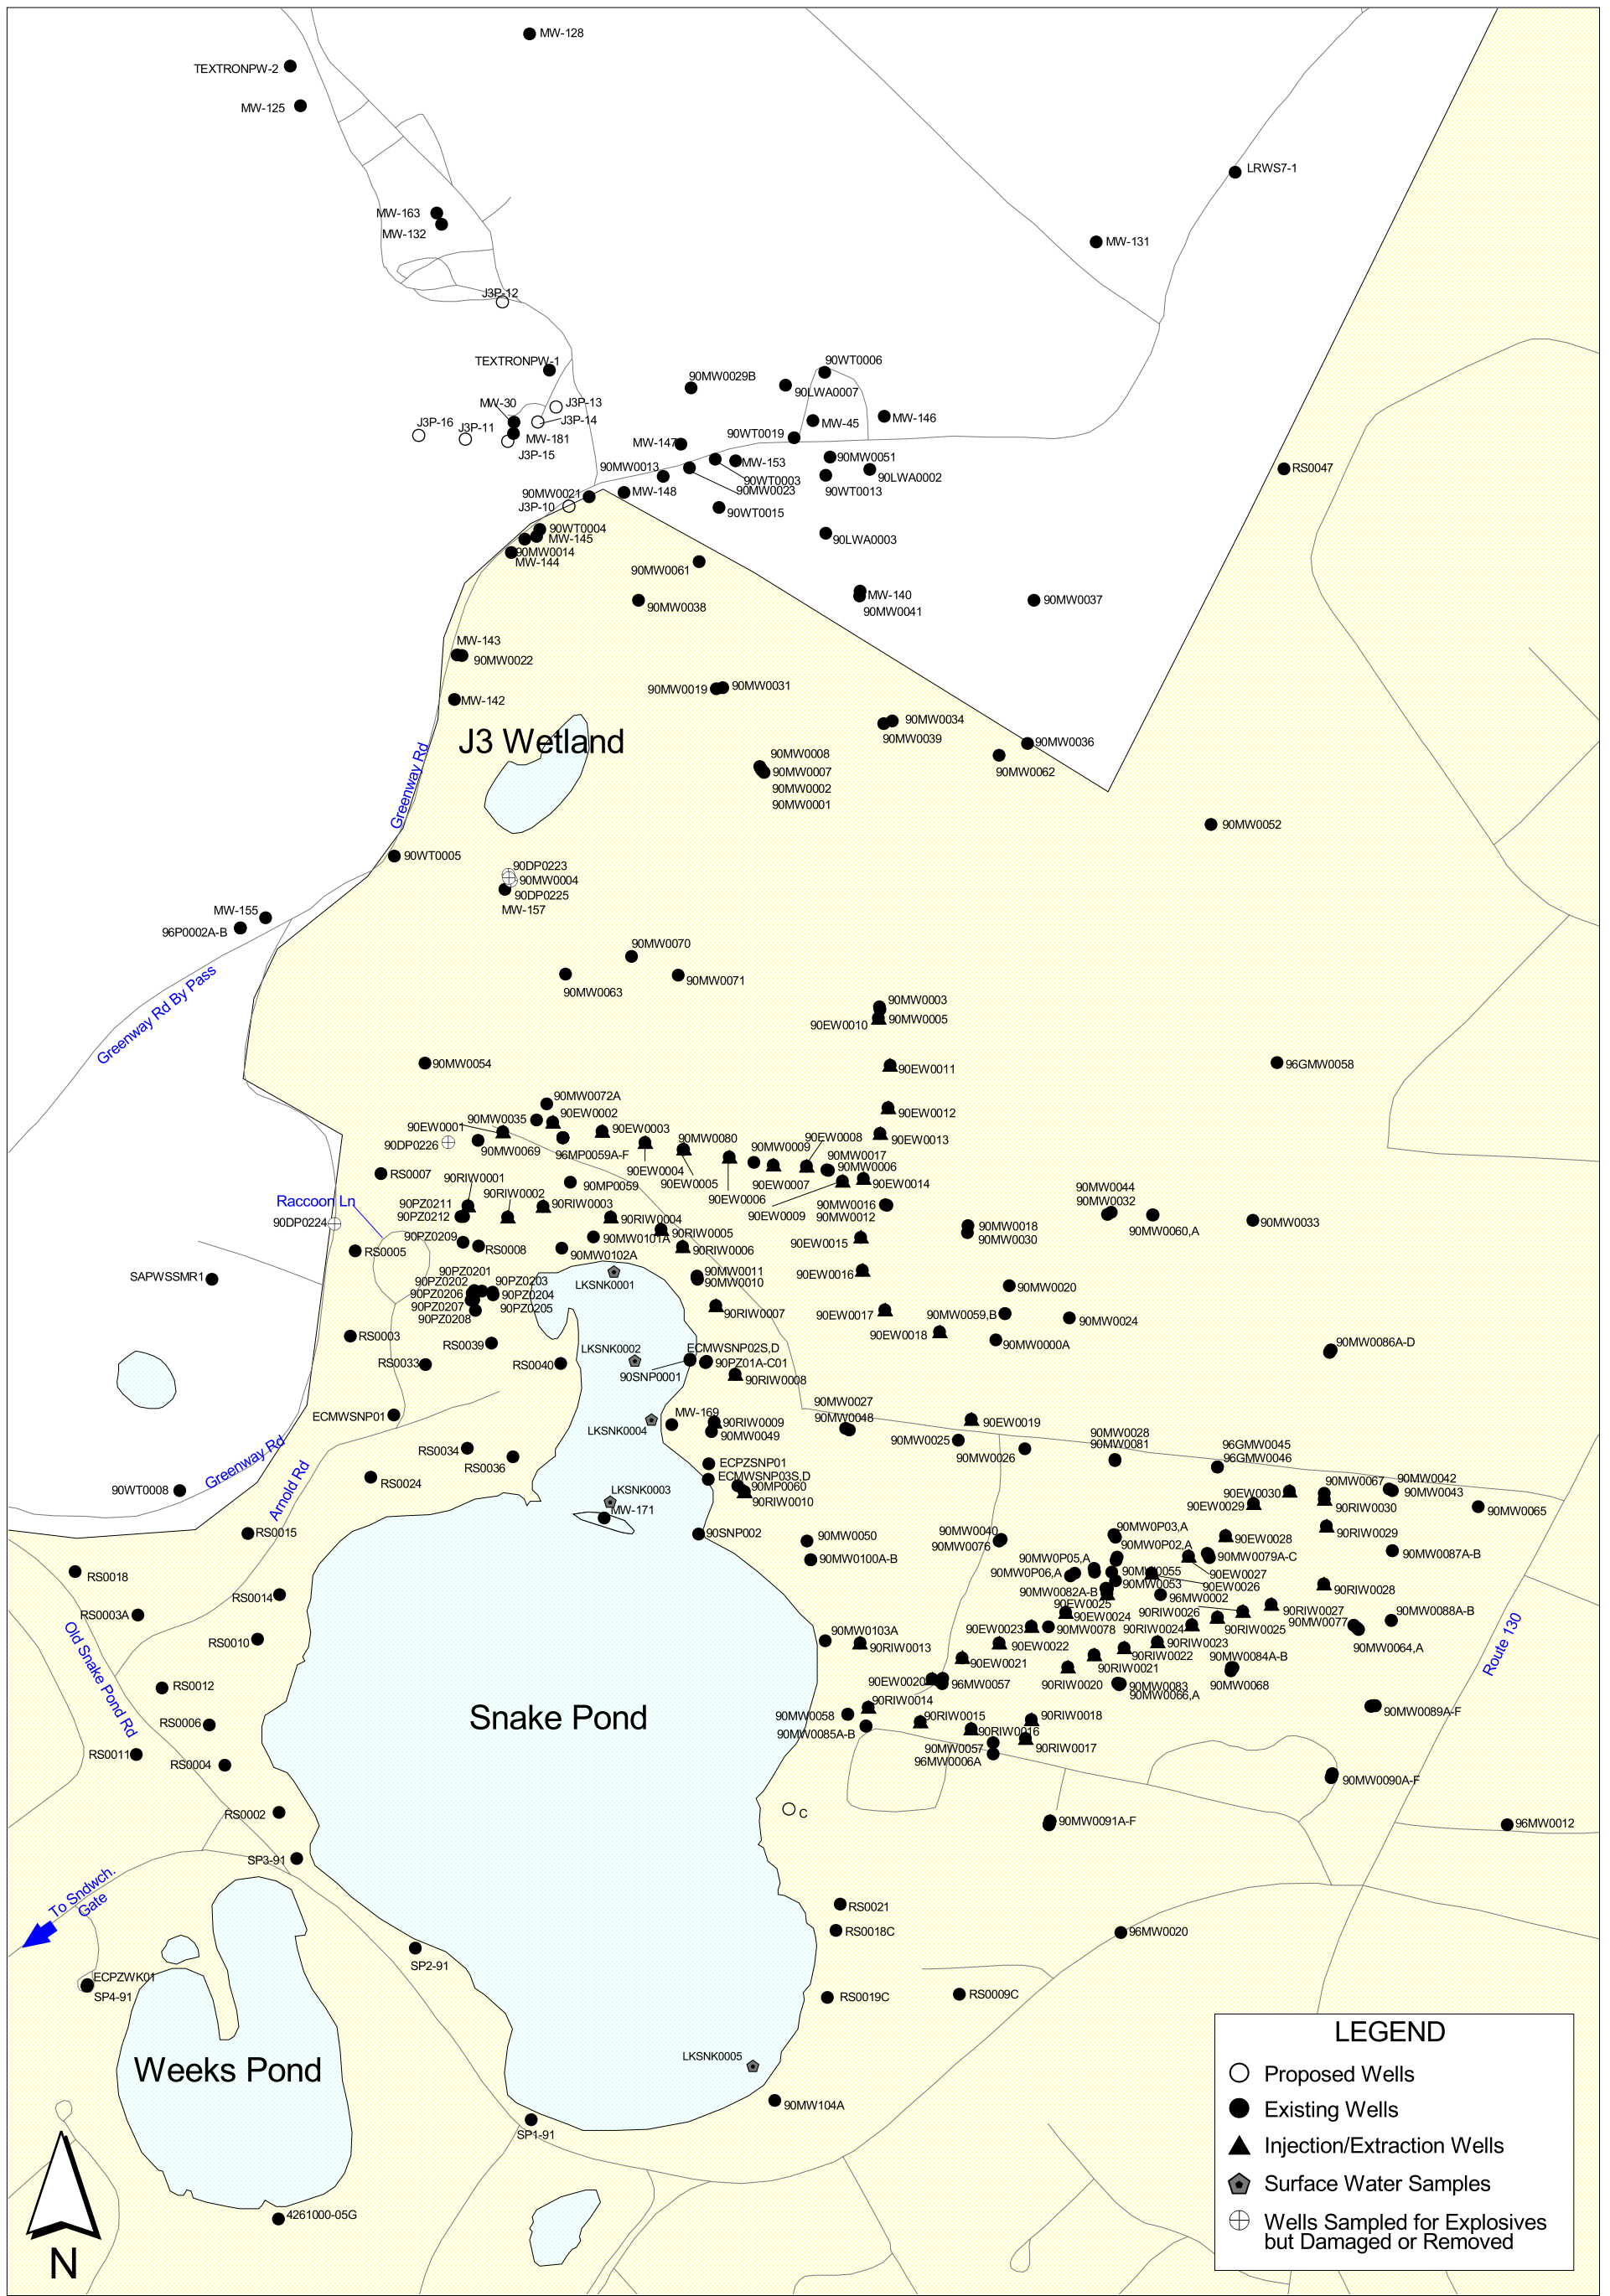 MW-128
TEXTRONPW-2
MW-125
LRWS7-1
MW-163
MW-132
MW-131
J3P-12
TEXTRONPW-1
90WT0006
90MW0029B
90LWA0007
MW-30
J3P-13
J3P-14
MW-146
J3P-16
J3P-11
MW-45
MW-181
90WT0019
MW-147
J3P-15
90MW0051
MW-153
90MW0013
RS0047
90WT0003
90LWA0002
90MW0023
90WT0013
90MW0021
MW-148
J3P-10
90WT0015
90WT0004
MW-145
90LWA0003
90MW0014
MW-144
90MW0061
MW-140
90MW0038
90MW0041
90MW0037
MW-143
90MW0022
90MW0019
90MW0031
MW-142
90MW0034
90MW0039
J3 Wetland
90MW0036
90MW0008
90MW0062
90MW0007
90MW0002
90MW0001
Greenway Rd
90MW0052
90WT0005
90DP0223
90MW0004
90DP0225
MW-157
MW-155
96P0002A-B
90MW0070
90MW0063
90MW0071
Greenway Rd By Pass
90MW0003
90EW0010
90MW0005
90MW0054
90EW0011
96GMW0058
90MW0072A
90MW0035
90EW0002
90EW0012
90EW0001
90EW0003
90DP0226
90MW0080
90EW0008
90EW0013
90MW0069
96MP0059A-F
90MW0009
90MW0017
90EW0004
90MW0006
RS0007
90RIW0001
90MP0059
90EW0005
90EW0007
90EW0014
90EW0006
90MW0044
90RIW0002
90MW0032
Raccoon Ln
90PZ0211
90RIW0003
90MW0016
90PZ0212
90RIW0004
90EW0009
90MW0012
90MW0060,A
90MW0033
90DP0224
90RIW0005
90MW0018
90PZ0209
RS0008
90MW0101A
90EW0015
90MW0030
RS0005
90MW0102A
90RIW0006
SAPWSSMR1
90PZ0201
LKSNK0001
90MW0011
90EW0016
90PZ0202
90PZ0203
90MW0010
90MW0020
90PZ0206
90PZ0204
90PZ0207
90PZ0205
90RIW0007
90EW0017
90MW0059,B
90PZ0208
90MW0024
RS0003
RS0039
90EW0018
90MW0000A
90MW0086A-D
LKSNK0002
ECMWSNP02S,D
RS0033
RS0040
90PZ01A-C01
90SNP0001
90RIW0008
ECMWSNP01
90MW0027
MW-169
90RIW0009
90MW0048
90EW0019
LKSNK0004
90MW0049
90MW0025
90MW0028
90MW0081
96GMW0045
Greenway Rd
RS0034
90MW0026
96GMW0046
RS0036
ECPZSNP01
RS0024
ECMWSNP03S,D
90MW0067
90MW0042
90WT0008
Arnold Rd
LKSNK0003
90MP0060
90EW0030
90MW0043
90RIW0010
90EW0029
90RIW0030
90MW0065
MW-171
RS0015
90SNP002
90MW0050
90MW0040
90MW0P03,A
90EW0028
90RIW0029
90MW0076
90MW0P02,A
90MW0100A-B
90MW0P05,A
90MW0079A-C
90MW0087A-B
RS0018
90MW0P06,A
90MW0055
90EW0027
90MW0053
90EW0026
RS0014
90MW0082A-B
96MW0002
90RIW0028
90EW0025
RS0003A
90EW0024
90RIW0026
90RIW0027
90MW0088A-B
Old Snake Pond Rd
90EW0023
90MW0078
90RIW0024
90RIW0025
90MW0077
90MW0103A
90RIW0013
90EW0022
90RIW0023
90MW0064,A
Route 130
RS0010
90RIW0022
90MW0084A-B
90EW0021
90RIW0021
RS0012
90EW0020
96MW0057
90RIW0020
90MW0083
90MW0068
90MW0066,A
90RIW0014
Snake Pond
90MW0058
90RIW0015
90RIW0018
90MW0089A-F
RS0006
90MW0085A-B
90RIW0016
90MW0057
90RIW0017
RS0011
96MW0006A
RS0004
90MW0090A-F
RS0002
C
90MW0091A-F
96MW0012
SP3-91
To Sndwch.
Gate
RS0021
RS0018C
96MW0020
SP2-91
ECPZWK01
SP4-91
RS0019C
RS0009C
Weeks Pond
LKSNK0005
90MW104A
SP1-91
4261000-05G
N
LEGEND
Proposed Wells
Existing Wells
Injection/Extraction Wells
Surface Water Samples
Wells Sampled for Explosives
but Damaged or Removed